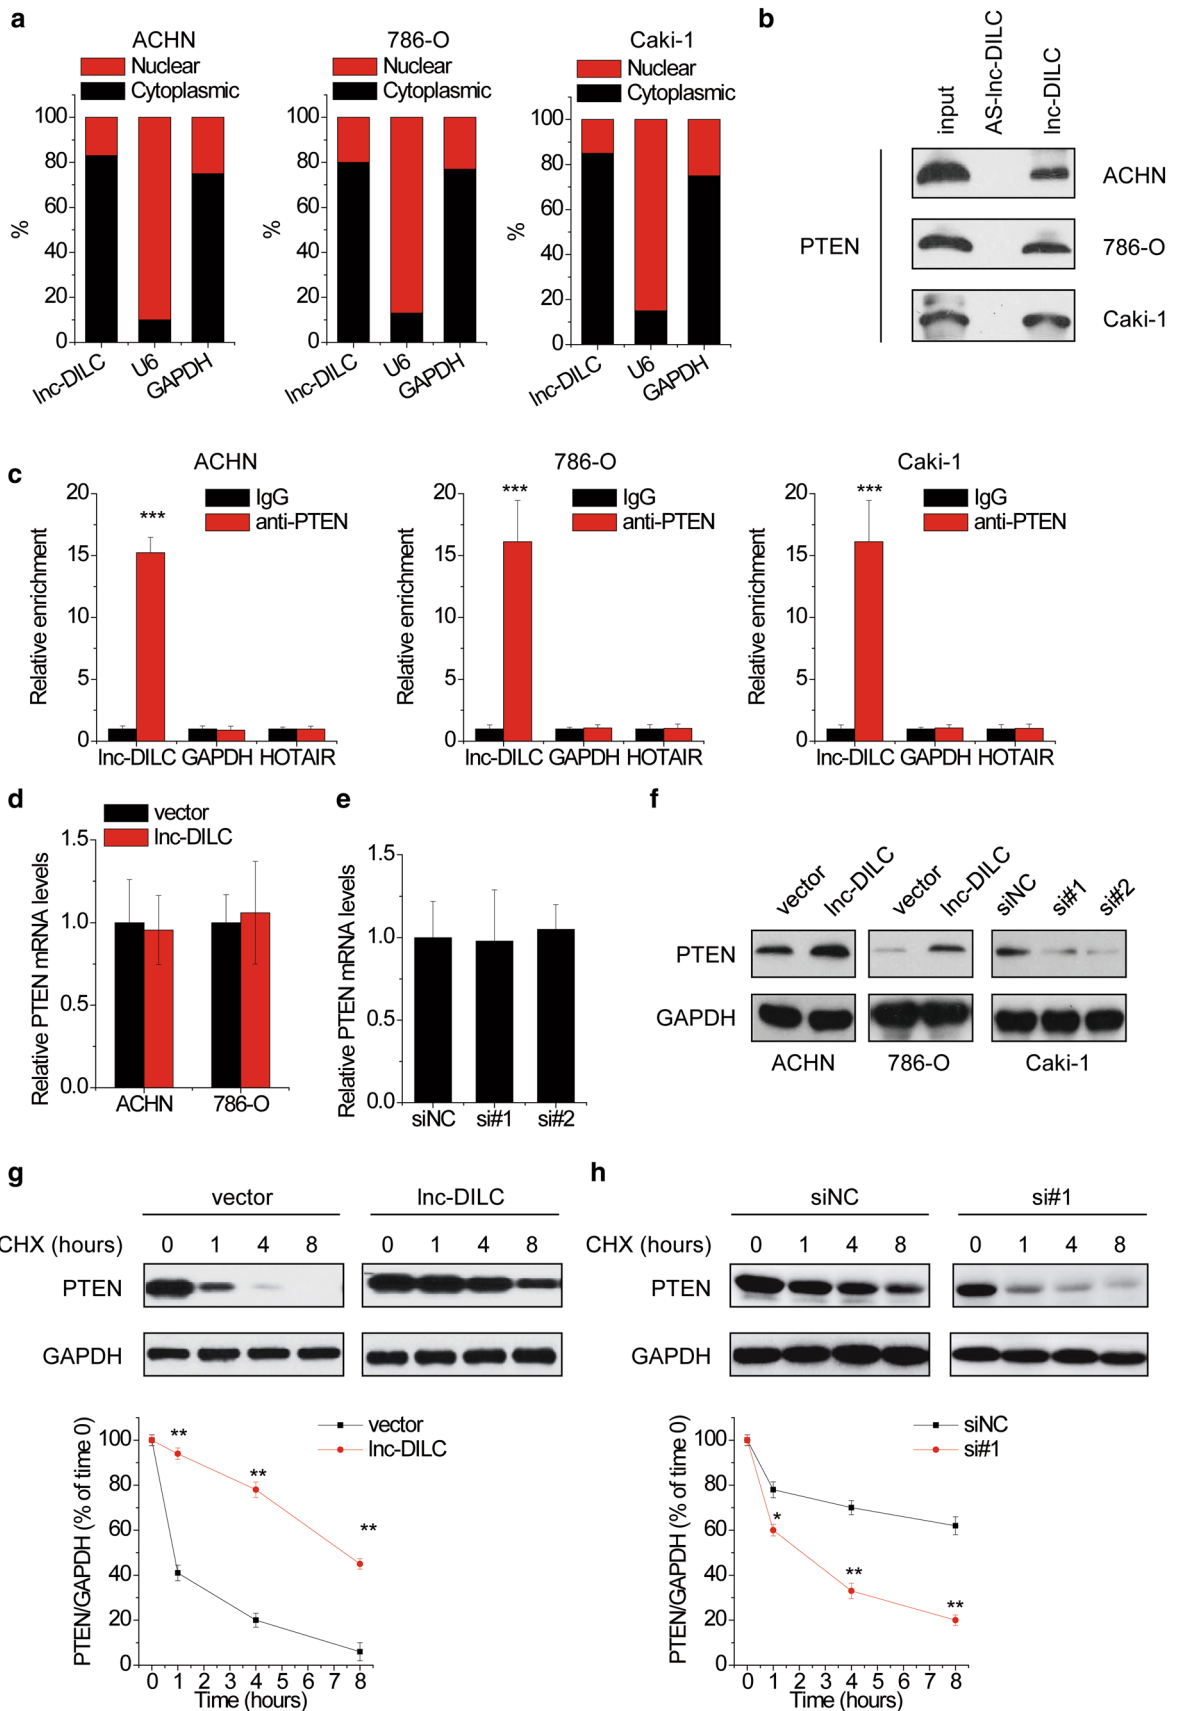 a
ACHN
Nuclear
Cytoplasmic
100
80
60
40
20
0
%
lnc-DILC
U6
GAPDH
786-O
Nuclear
Cytoplasmic
100
80
60
40
20
0
%
lnc-DILC
U6
GAPDH
Caki-1
Nuclear
Cytoplasmic
100
80
60
40
20
0
%
lnc-DILC
U6
GAPDH
b
input
AS-lnc-DILC
lnc-DILC
PTEN
ACHN
786-O
Caki-1
c
ACHN
IgG
anti-PTEN
***
20
15
10
5
0
Relative enrichment
lnc-DILC GAPDH HOTAIR
786-O
IgG
anti-PTEN
***
20
15
10
5
0
Relative enrichment
lnc-DILC GAPDH HOTAIR
Caki-1
IgG
anti-PTEN
***
20
15
10
5
0
Relative enrichment
lnc-DILC GAPDH HOTAIR
d
vector
lnc-DILC
1.5
1.0
0.5
0.0
Relative PTEN mRNA levels
ACHN 786-O
e
1.5
1.0
0.5
0.0
Relative PTEN mRNA levels
siNC si#1 si#2
f
vector lnc-DILC vector lnc-DILC siNC si#1 si#2
PTEN
GAPDH
ACHN 786-O Caki-1
g
vector lnc-DILC
CHX (hours) 0 1 4 8 0 1 4 8
PTEN
GAPDH
vector
lnc-DILC
**
**
**
100
80
60
40
20
0
PTEN/GAPDH (% of time 0)
0 1 2 3 4 5 6 7 8
Time (hours)
h
siNC si#1
CHX (hours) 0 1 4 8 0 1 4 8
PTEN
GAPDH
siNC
si#1
*
**
**
100
80
60
40
20
0
PTEN/GAPDH (% of time 0)
0 1 2 3 4 5 6 7 8
Time (hours)